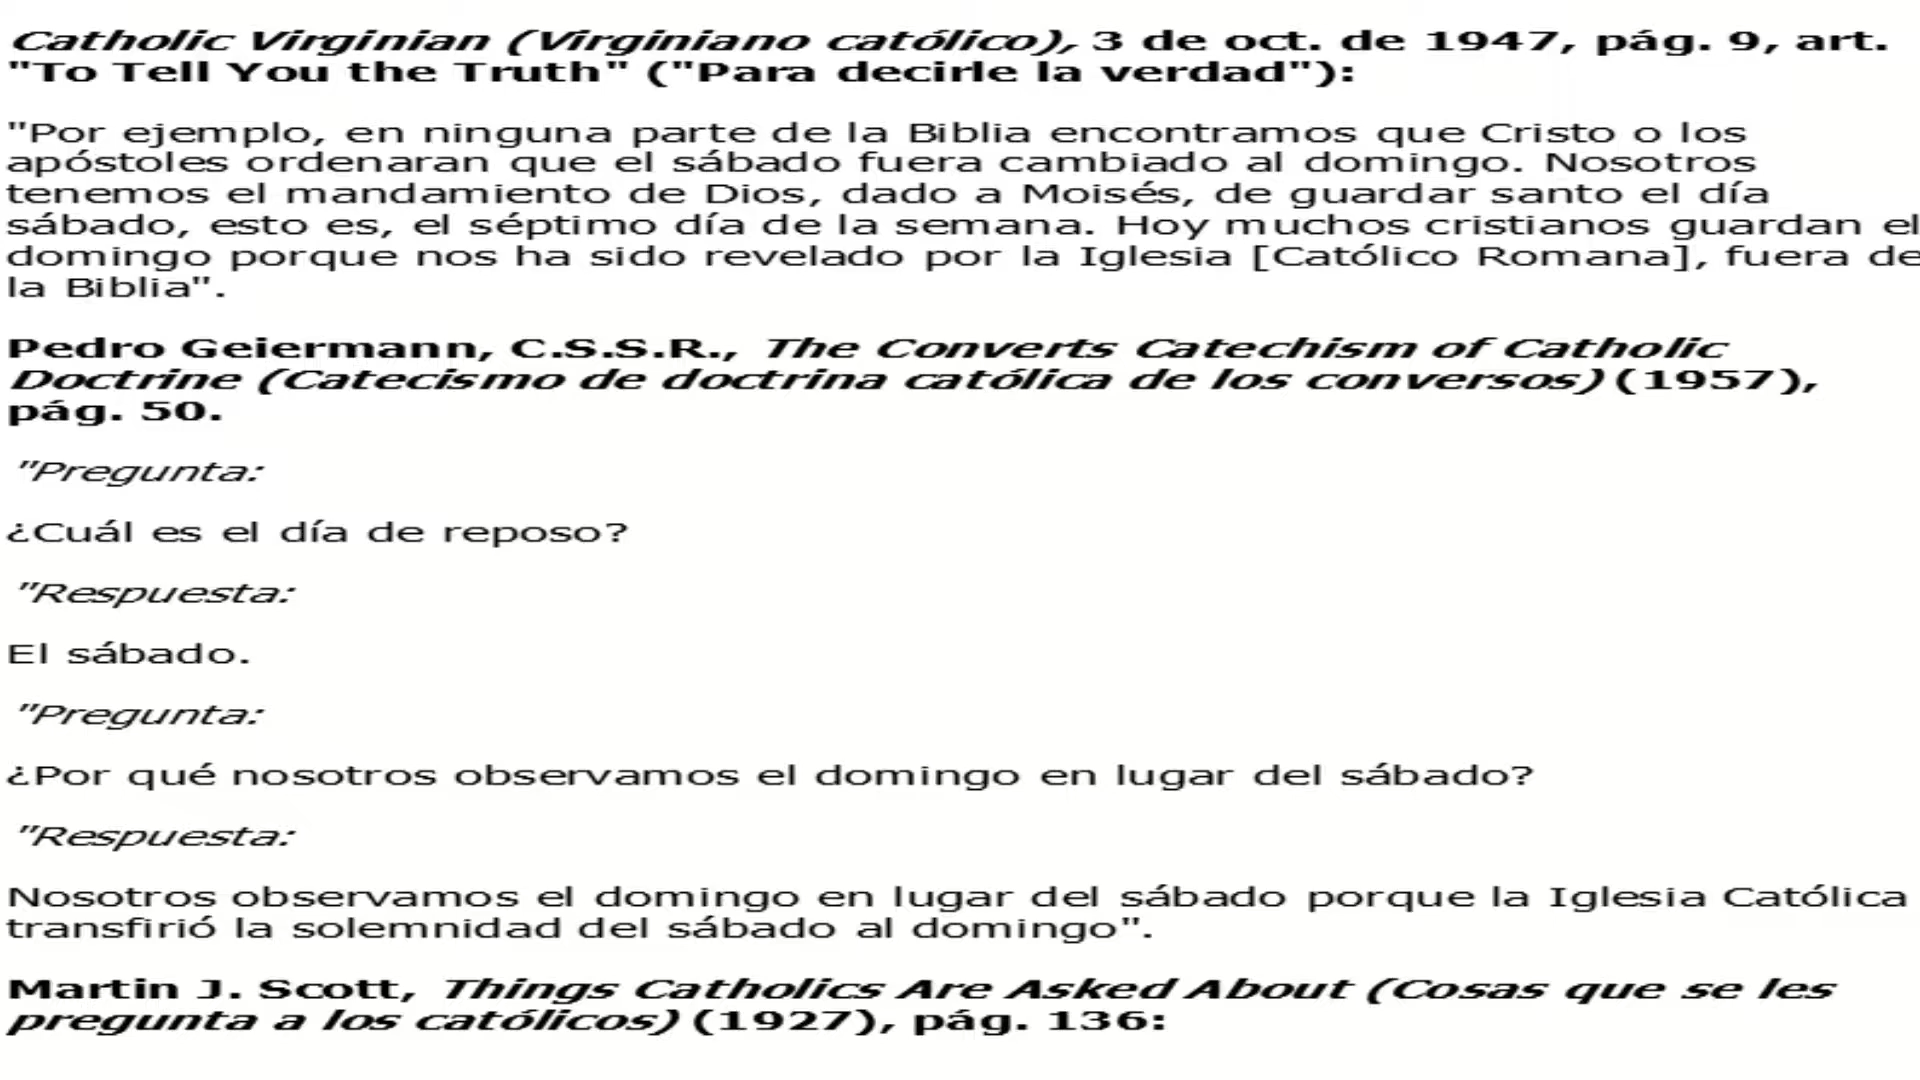 Catholic Virginian (Virginiano católico), 3 de oct. de 1947, pág. 9, art.
"To Tell You the Truth" ("Para decirle la verdad"):
"Por ejemplo, en ninguna parte de la Biblia encontramos que Cristo o los
apóstoles ordenaran que el sábado fuera cambiado al domingo. Nosotros
tenemos el mandamiento de Dios, dado a Moisés, de guardar santo el día
sábado, esto es, el séptimo día de la semana. Hoy muchos cristianos guardan el
domingo porque nos ha sido revelado por la Iglesia [Católico Romana], fuera de
la Biblia".
Pedro Geiermann, C.S.S.R., The Converts Catechism of Catholic
Doctrine (Catecismo de doctrina católica de los conversos) (1957),
pág. 50.
"Pregunta:
¿Cuál es el día de reposo?
"Respuesta:
El sábado.
"Pregunta:
¿Por qué nosotros observamos el domingo en lugar del sábado?
"Respuesta:
Nosotros observamos el domingo en lugar del sábado porque la Iglesia Católica
transfirió la solemnidad del sábado al domingo".
Martin J. Scott, Things Catholics Are Asked About (Cosas que se les
pregunta a los católicos) (1927), pág. 136: